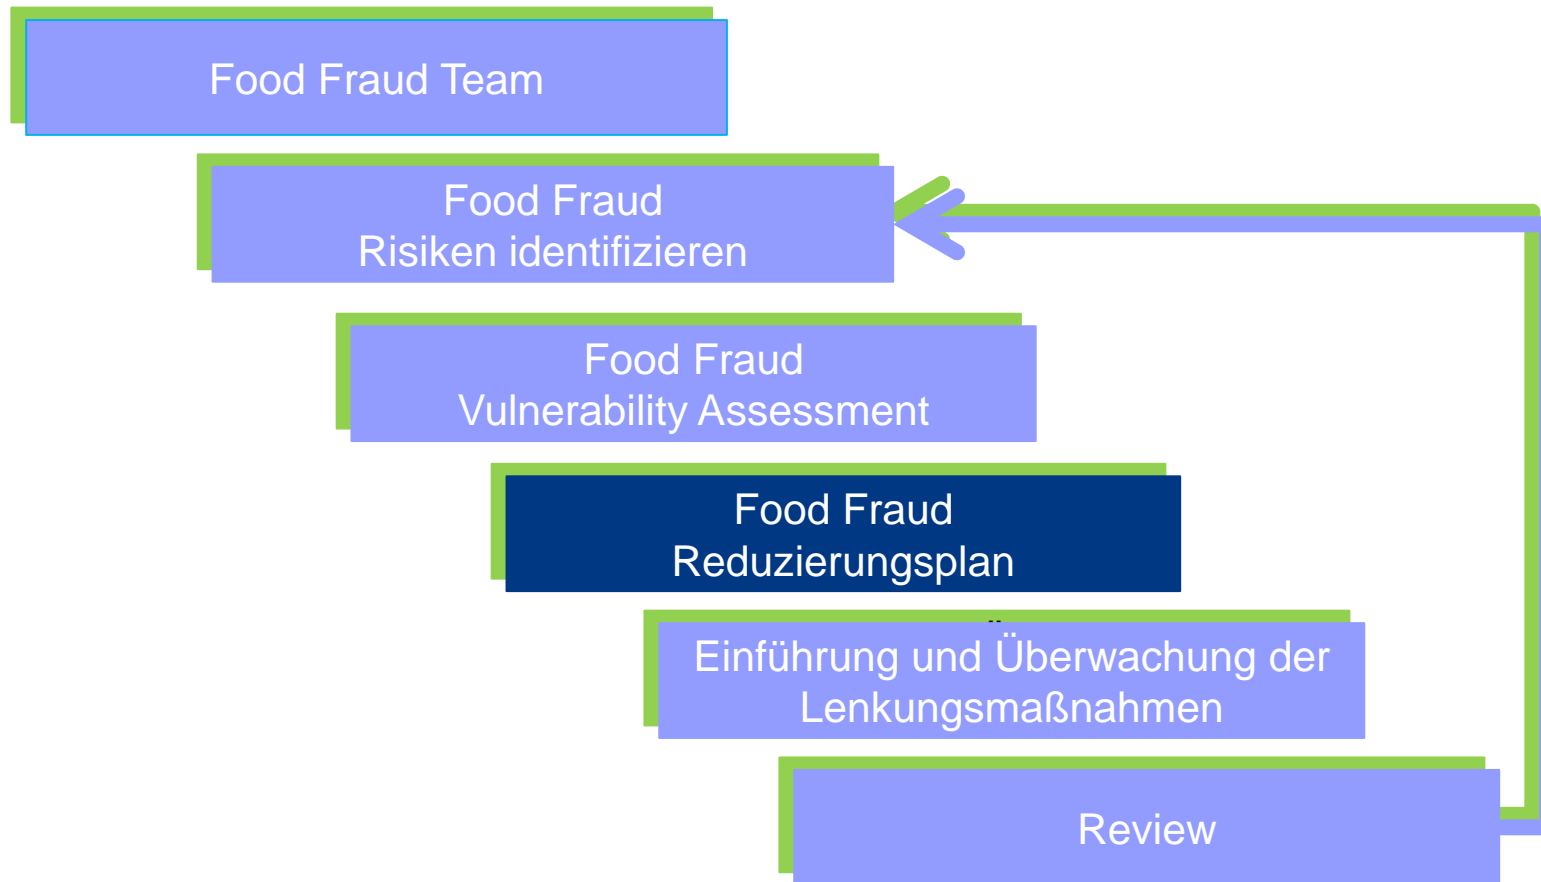 Food Fraud Team
Food Fraud
Risiken identifizieren
Food Fraud
Vulnerability Assessment
Food Fraud
Reduzierungsplan
Einführung und Überwachung der
Lenkungsmaßnahmen
Review